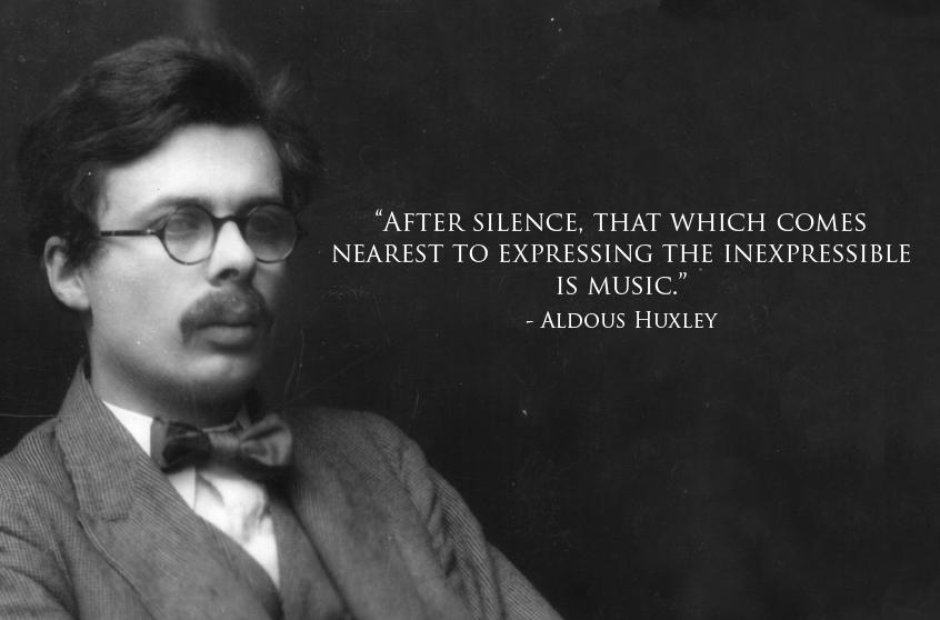 “After silence, that which comes
nearest to expressing the inexpressible
is music.”
- Aldous Huxley